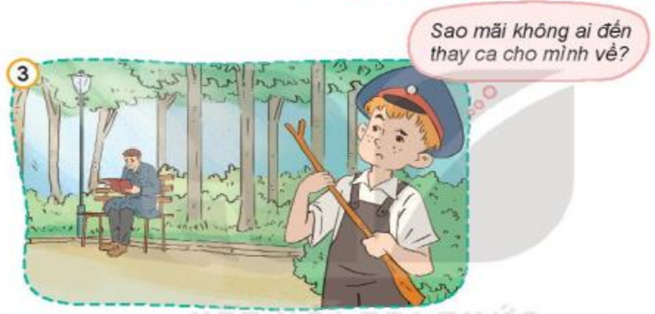 Sao mãi không ai đến
thay ca cho mình về?
3